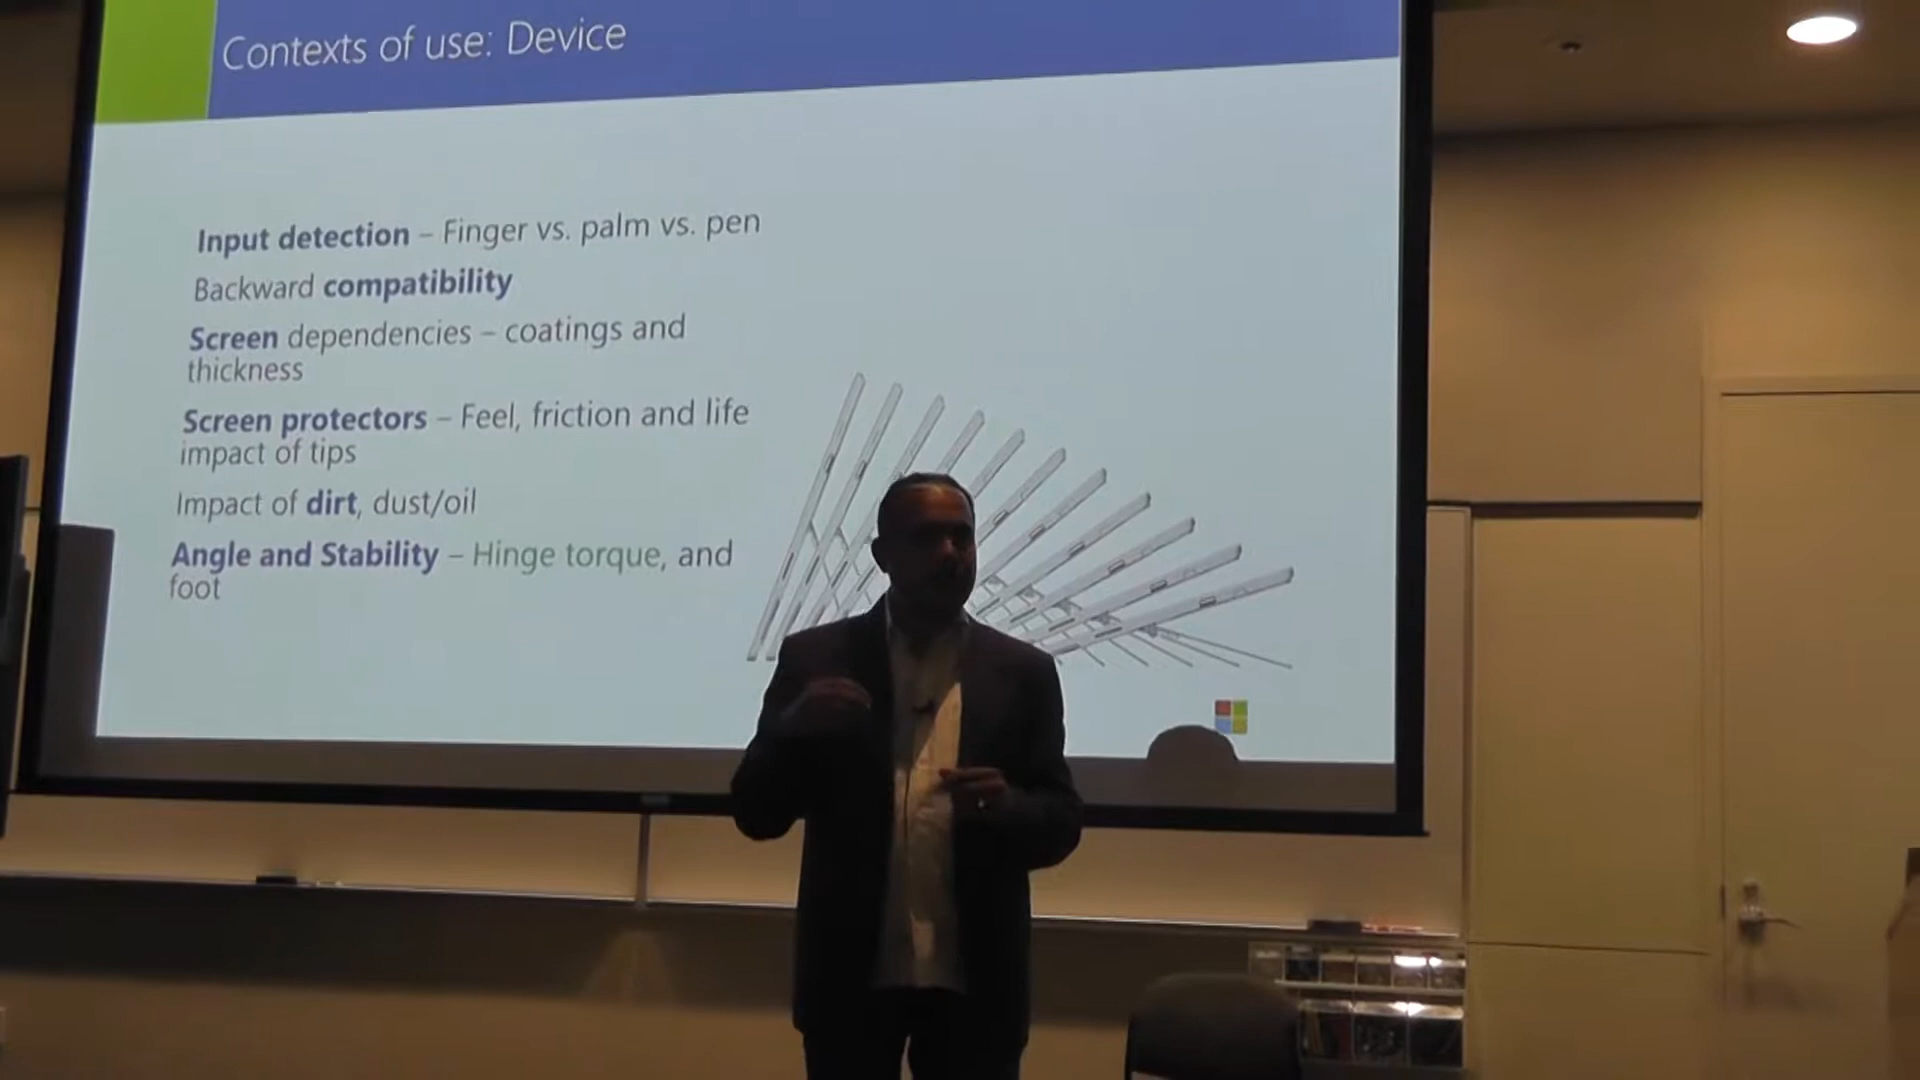 Contexts of use: Device
Input detection – Finger vs. palm vs. pen
Backward compatibility
Screen dependencies – coatings and
thickness
Screen protectors – Feel, friction and life
impact of tips
Impact of dirt, dust/oil
Angle and Stability – Hinge torque, and
foot